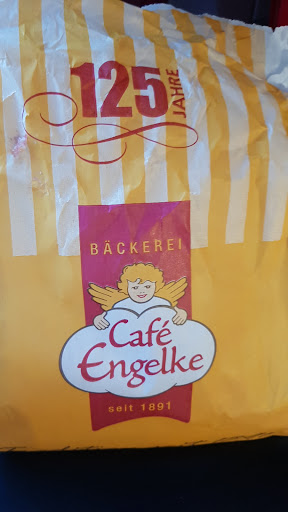 125
JAHRE
BÄCKEREI
Café
Engelke
seit 1891